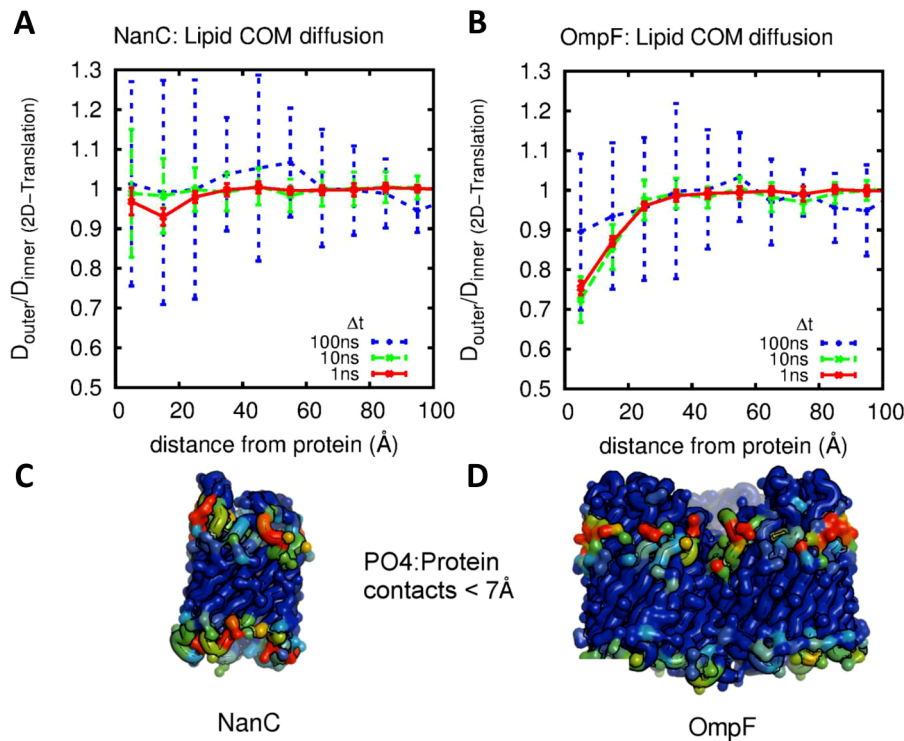 A
NanC: Lipid COM diffusion
D_outer/D_inner (2D-Translation)
1.3
1.2
1.1
1
0.9
0.8
0.7
0.6
0.5
Δt
100ns
10ns
1ns
0 20 40 60 80 100
distance from protein (Å)
B
OmpF: Lipid COM diffusion
D_outer/D_inner (2D-Translation)
1.3
1.2
1.1
1
0.9
0.8
0.7
0.6
0.5
Δt
100ns
10ns
1ns
0 20 40 60 80 100
distance from protein (Å)
C
NanC
PO4:Protein
contacts < 7Å
D
OmpF